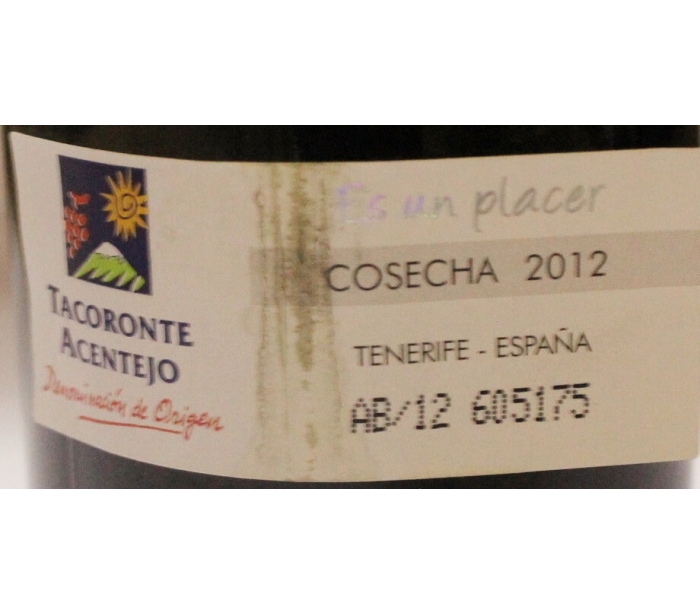 TACORONTE
ACENTEJO
Denominación de Origen
Es un placer
COSECHA 2012
TENERIFE - ESPAÑA
AB/12 605175